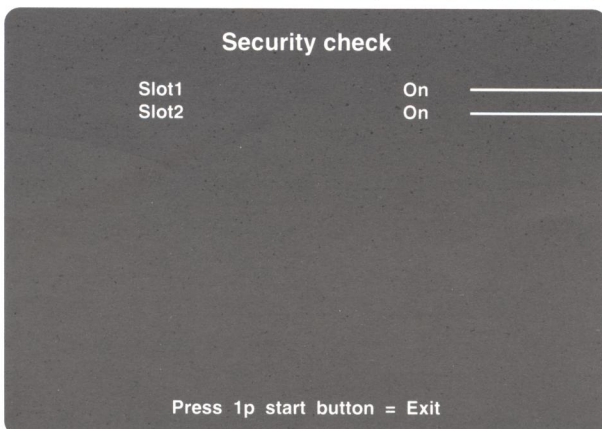 Security check
Slot1 On
Slot2 On
Press 1p start button = Exit